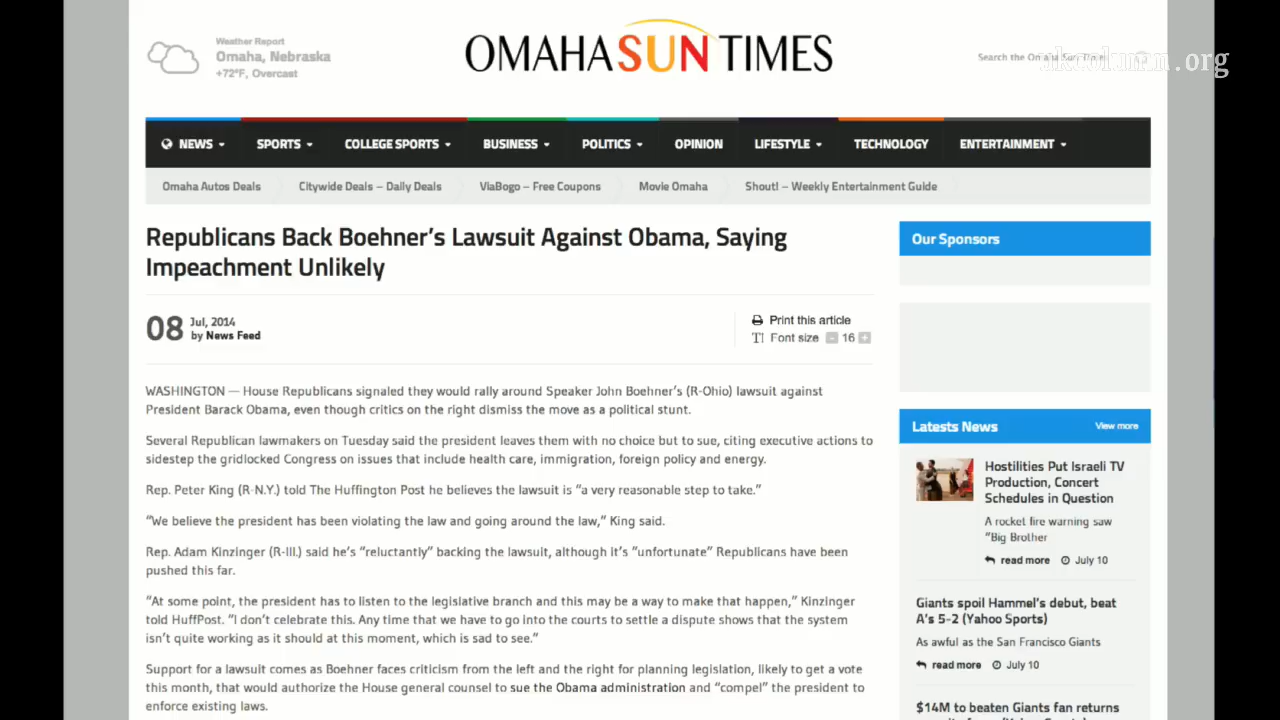 Weather Report
Omaha, Nebraska
+72°F, Overcast
OMAHA SUN TIMES
Search the Omaha Sun Times
ukcolumn.org
NEWS SPORTS COLLEGE SPORTS BUSINESS POLITICS OPINION LIFESTYLE TECHNOLOGY ENTERTAINMENT
Omaha Autos Deals Citywide Deals – Daily Deals ViaBogo – Free Coupons Movie Omaha Shout! – Weekly Entertainment Guide
Republicans Back Boehner's Lawsuit Against Obama, Saying
Impeachment Unlikely
08 Jul, 2014
by News Feed
Print this article
Font size - 16 +
WASHINGTON — House Republicans signaled they would rally around Speaker John Boehner's (R-Ohio) lawsuit against
President Barack Obama, even though critics on the right dismiss the move as a political stunt.
Several Republican lawmakers on Tuesday said the president leaves them with no choice but to sue, citing executive actions to
sidestep the gridlocked Congress on issues that include health care, immigration, foreign policy and energy.
Rep. Peter King (R-N.Y.) told The Huffington Post he believes the lawsuit is "a very reasonable step to take."
"We believe the president has been violating the law and going around the law," King said.
Rep. Adam Kinzinger (R-Ill.) said he's "reluctantly" backing the lawsuit, although it's "unfortunate" Republicans have been
pushed this far.
"At some point, the president has to listen to the legislative branch and this may be a way to make that happen," Kinzinger
told HuffPost. "I don't celebrate this. Any time that we have to go into the courts to settle a dispute shows that the system
isn't quite working as it should at this moment, which is sad to see."
Support for a lawsuit comes as Boehner faces criticism from the left and the right for planning legislation, likely to get a vote
this month, that would authorize the House general counsel to sue the Obama administration and "compel" the president to
enforce existing laws.
Our Sponsors
Latests News View more
Hostilities Put Israeli TV
Production, Concert
Schedules in Question
A rocket fire warning saw
"Big Brother
read more July 10
Giants spoil Hammel's debut, beat
A's 5-2 (Yahoo Sports)
As awful as the San Francisco Giants
read more July 10
$14M to beaten Giants fan returns